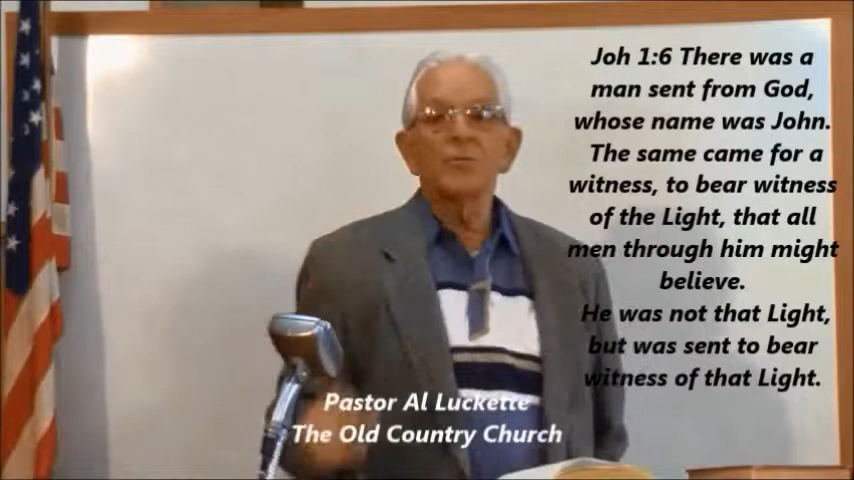 Joh 1:6 There was a
man sent from God,
whose name was John.
The same came for a
witness, to bear witness
of the Light, that all
men through him might
believe.
He was not that Light,
but was sent to bear
witness of that Light.
Pastor Al Luckette
The Old Country Church